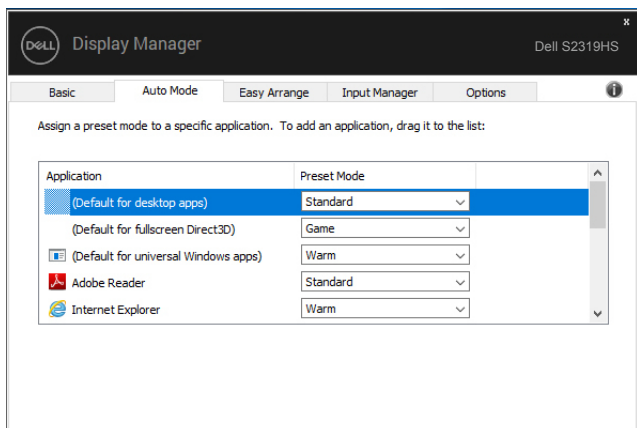 x
DELL Display Manager Dell S2319HS
Basic Auto Mode Easy Arrange Input Manager Options
Assign a preset mode to a specific application. To add an application, drag it to the list:
Application Preset Mode
(Default for desktop apps) Standard
(Default for fullscreen Direct3D) Game
(Default for universal Windows apps) Warm
Adobe Reader Standard
Internet Explorer Warm